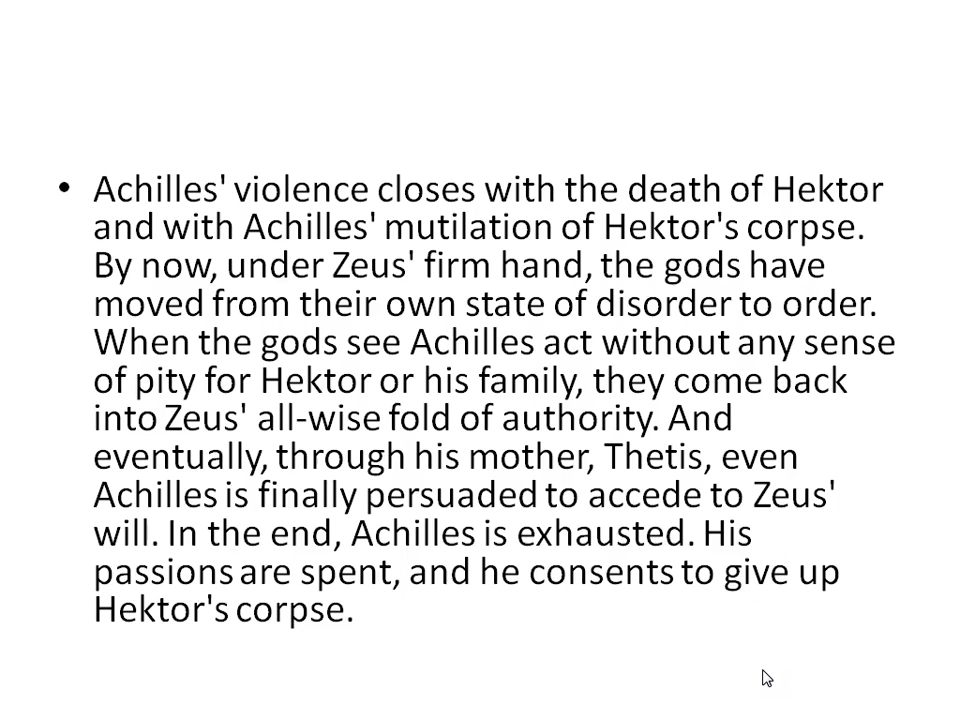 • Achilles' violence closes with the death of Hektor
and with Achilles' mutilation of Hektor's corpse.
By now, under Zeus' firm hand, the gods have
moved from their own state of disorder to order.
When the gods see Achilles act without any sense
of pity for Hektor or his family, they come back
into Zeus' all-wise fold of authority. And
eventually, through his mother, Thetis, even
Achilles is finally persuaded to accede to Zeus'
will. In the end, Achilles is exhausted. His
passions are spent, and he consents to give up
Hektor's corpse.